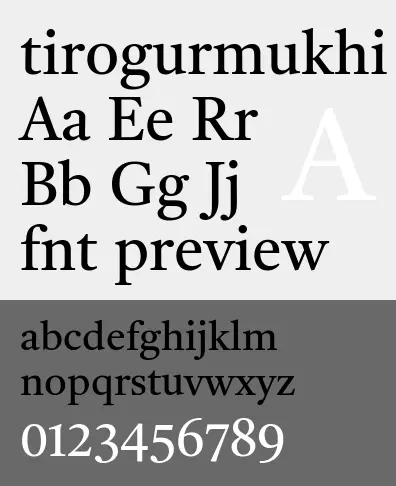 tirogurmukhi
Aa Ee Rr
A
Bb Gg Jj
fnt preview
abcdefghijklm
nopqrstuvwxyz
0123456789